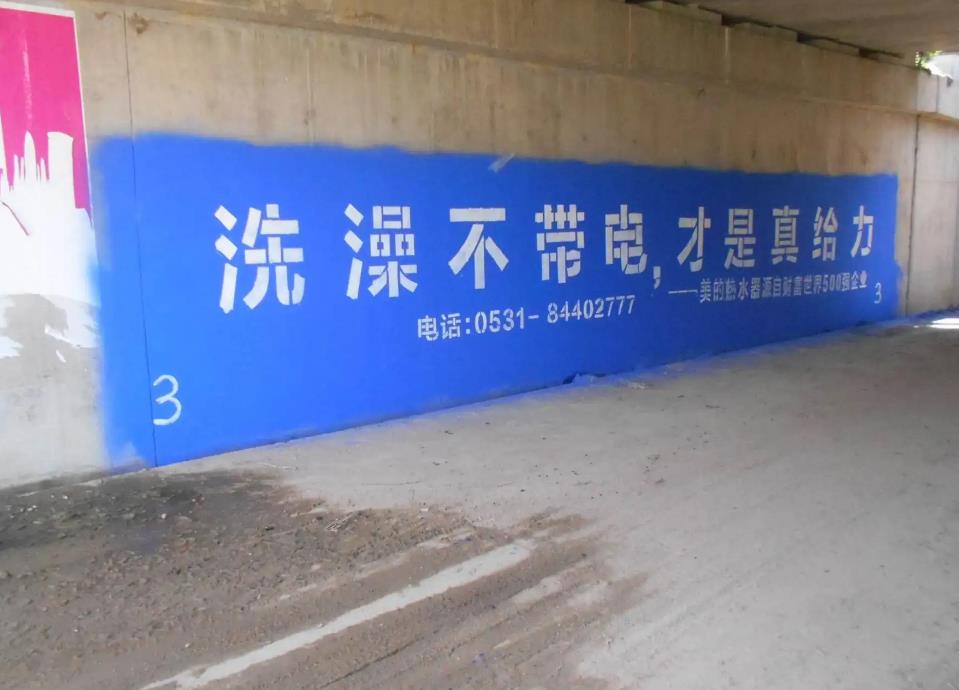 洗澡不带电，才是真给力
——美的热水器源自财富世界500强企业
电话:0531-84402777
3
3